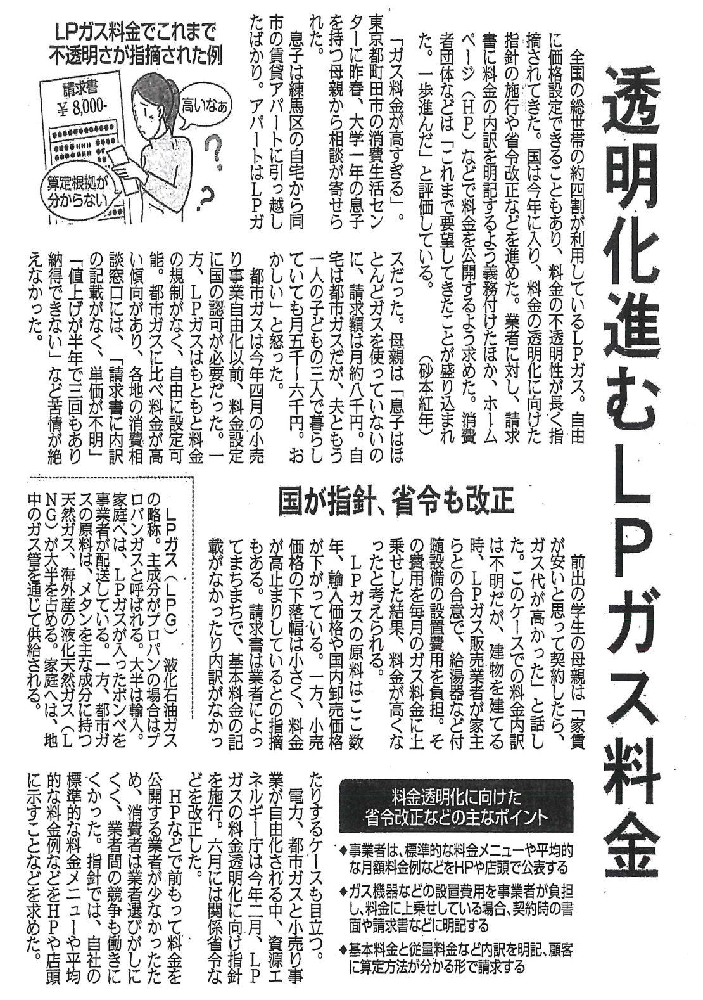 透明化進むLPガス料金
全国の総世帯の約四割が利用しているLPガス。自由
に価格設定できることもあり、料金の不透明性が長く指
摘されてきた。国は今年に入り、料金の透明化に向けた
指針の施行や省令改正などを進めた。業者に対し、請求
書に料金の内訳を明記するよう義務付けたほか、ホーム
ページ(HP)などで料金を公開するよう求めた。消費
者団体などは「これまで要望してきたことが盛り込まれ
た。一歩進んだ」と評価している。　　　(砂本紅年)
「ガス料金が高すぎる」。
東京都町田市の消費生活セン
ターに昨春、大学一年の息子
を持つ母親から相談が寄せら
れた。
息子は練馬区の自宅から同
市の賃貸アパートに引っ越し
たばかり。アパートはLPガ
LPガス料金でこれまで
不透明さが指摘された例
請求書
¥8,000-
高いなぁ
?
?
算定根拠が
分からない
スだった。母親は「息子はほ
とんどガスを使っていないの
に、請求額は月約八千円。自
宅は都市ガスだが、夫ともう
一人の子どもの三人で暮らし
ていても月五千〜六千円。お
かしい」と怒った。
都市ガスは今年四月の小売
り事業自由化以前、料金設定
に国の認可が必要だった。一
方、LPガスはもともと料金
の規制がなく、自由に設定可
能。都市ガスに比べ料金が高
い傾向があり、各地の消費相
談窓口には、「請求書に内訳
の記載がなく、単価が不明」
「値上げが半年で三回もあり
納得できない」など苦情が絶
えなかった。
国が指針、省令も改正
前出の学生の母親は「家賃
が安いと思って契約したら、
ガス代が高かった」と話し
た。このケースでの料金内訳
は不明だが、建物を建てる
時、LPガス販売業者が家主
らとの合意で、給湯器など付
随設備の設置費用を負担。そ
の費用を毎月のガス料金に上
乗せした結果、料金が高くな
ったと考えられる。
LPガスの原料はここ数
年、輸入価格や国内卸売価格
が下がっている。一方、小売
価格の下落幅は小さく、料金
が高止まりしているとの指摘
もある。請求書は業者によっ
てまちまちで、基本料金の記
載がなかったり内訳がなかっ
LPガス(LPG)　液化石油ガス
の略称。主成分がプロパンの場合はプ
ロパンガスと呼ばれる。大半は輸入。
家庭へは、LPガスが入ったボンベを
事業者が配送している。一方、都市ガ
スの原料は、メタンを主な成分に持つ
天然ガス、海外産の液化天然ガス(L
NG)が大半を占める。家庭へは、地
中のガス管を通じて供給される。
料金透明化に向けた
省令改正などの主なポイント
◆事業者は、標準的な料金メニューや平均的
な月額料金例などをHPや店頭で公表する
◆ガス機器などの設置費用を事業者が負担
し、料金に上乗せしている場合、契約時の書
面や請求書などに明記する
◆基本料金と従量料金など内訳を明記、顧客
に算定方法が分かる形で請求する
たりするケースも目立つ。
電力、都市ガスと小売り事
業が自由化される中、資源エ
ネルギー庁は今年二月、LP
ガスの料金透明化に向け指針
を施行。六月には関係省令な
どを改正した。
HPなどで前もって料金を
公開する業者が少なかったた
め、消費者は業者選びがしに
くく、業者間の競争も働きに
くかった。指針では、自社の
標準的な料金メニューや平均
的な料金例などをHPや店頭
に示すことなどを求めた。